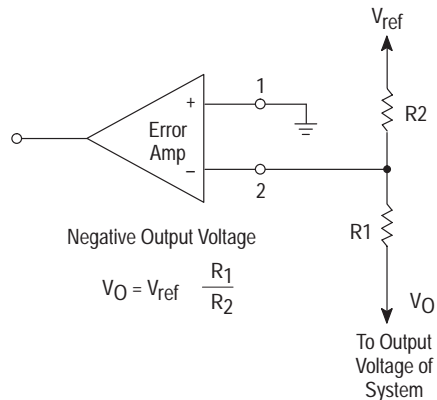 Vref
1
+
Error
Amp
−
2
R2
R1
Negative Output Voltage
VO = Vref R1/R2
VO
To Output
Voltage of
System